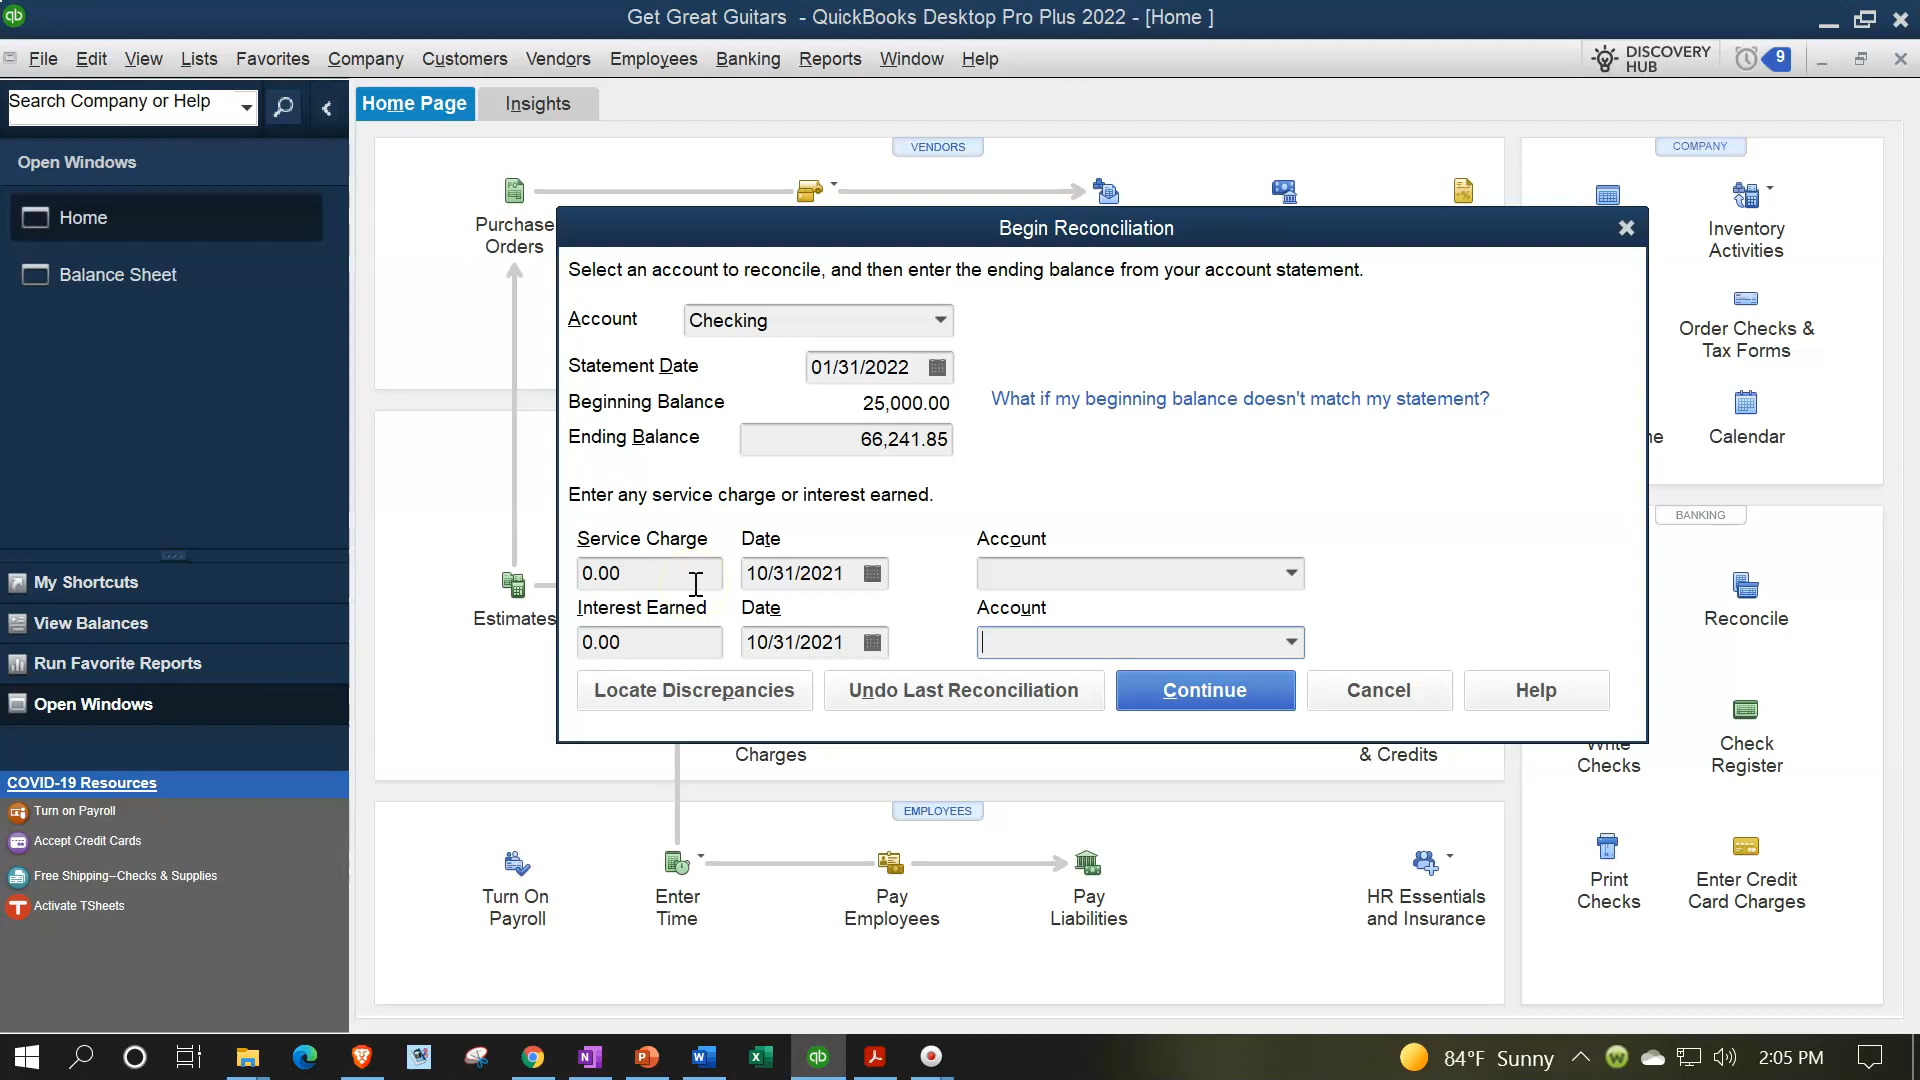 qb
Get Great Guitars - QuickBooks Desktop Pro Plus 2022 - [Home ]
File Edit View Lists Favorites Company Customers Vendors Employees Banking Reports Window Help
DISCOVERY
HUB
9
Search Company or Help
Home Page
Insights
Open Windows
Home
Balance Sheet
My Shortcuts
View Balances
Run Favorite Reports
Open Windows
COVID-19 Resources
Turn on Payroll
Accept Credit Cards
Free Shipping--Checks & Supplies
Activate TSheets
VENDORS
Purchase
Orders
Estimates
Charges
& Credits
Begin Reconciliation
Select an account to reconcile, and then enter the ending balance from your account statement.
Account Checking
Statement Date 01/31/2022
Beginning Balance 25,000.00
What if my beginning balance doesn't match my statement?
Ending Balance 66,241.85
Enter any service charge or interest earned.
Service Charge Date Account
0.00 10/31/2021
Interest Earned Date Account
0.00 10/31/2021
Locate Discrepancies Undo Last Reconciliation Continue Cancel Help
EMPLOYEES
Turn On
Payroll
Enter
Time
Pay
Employees
Pay
Liabilities
HR Essentials
and Insurance
COMPANY
Inventory
Activities
Order Checks &
Tax Forms
Calendar
BANKING
Reconcile
Write
Checks
Check
Register
Print
Checks
Enter Credit
Card Charges
84°F Sunny
2:05 PM